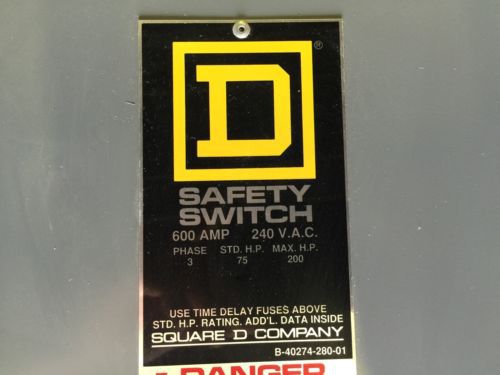 D®
SAFETY
SWITCH
600 AMP 240 V.A.C.
PHASE STD. H.P. MAX. H.P.
3 75 200
USE TIME DELAY FUSES ABOVE
STD. H.P. RATING. ADD'L. DATA INSIDE
SQUARE D COMPANY
B-40274-280-01
DANGER